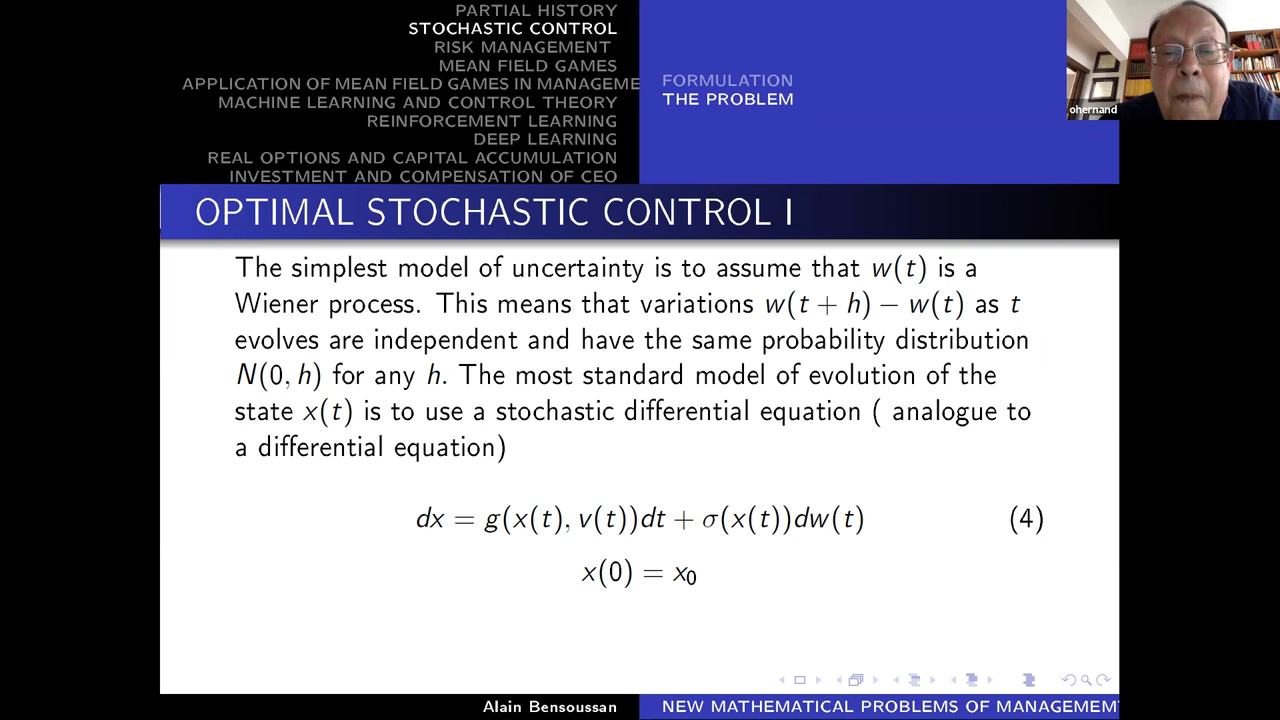 PARTIAL HISTORY
STOCHASTIC CONTROL
RISK MANAGEMENT
MEAN FIELD GAMES
APPLICATION OF MEAN FIELD GAMES IN MANAGEME
MACHINE LEARNING AND CONTROL THEORY
REINFORCEMENT LEARNING
DEEP LEARNING
REAL OPTIONS AND CAPITAL ACCUMULATION
INVESTMENT AND COMPENSATION OF CEO
FORMULATION
THE PROBLEM
ohernand
OPTIMAL STOCHASTIC CONTROL I
The simplest model of uncertainty is to assume that w(t) is a
Wiener process. This means that variations w(t + h) − w(t) as t
evolves are independent and have the same probability distribution
N(0, h) for any h. The most standard model of evolution of the
state x(t) is to use a stochastic differential equation ( analogue to
a differential equation)
dx = g(x(t), v(t))dt + σ(x(t))dw(t) (4)
x(0) = x₀
Alain Bensoussan
NEW MATHEMATICAL PROBLEMS OF MANAGEMENT